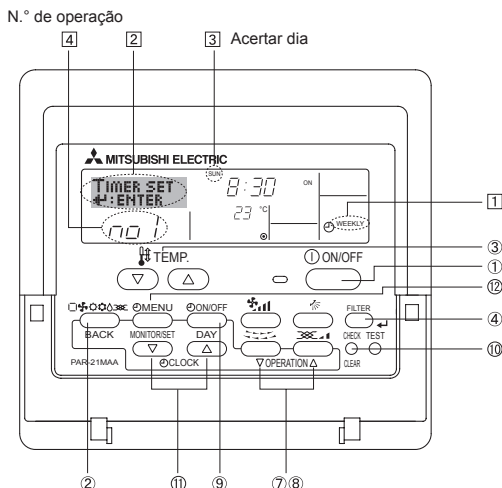 N.° de operação
4 2 3 Acertar dia
MITSUBISHI ELECTRIC
TIMER SET
:ENTER
SUN
8:30
ON
23 °C
WEEKLY
no 1
1
TEMP.
ON/OFF
3
1
12
MENU
ON/OFF
FILTER
BACK
MONITOR/SET
DAY
CHECK TEST
4
PAR-21MAA
CLOCK
OPERATION
CLEAR
10
2 11 9 7 8